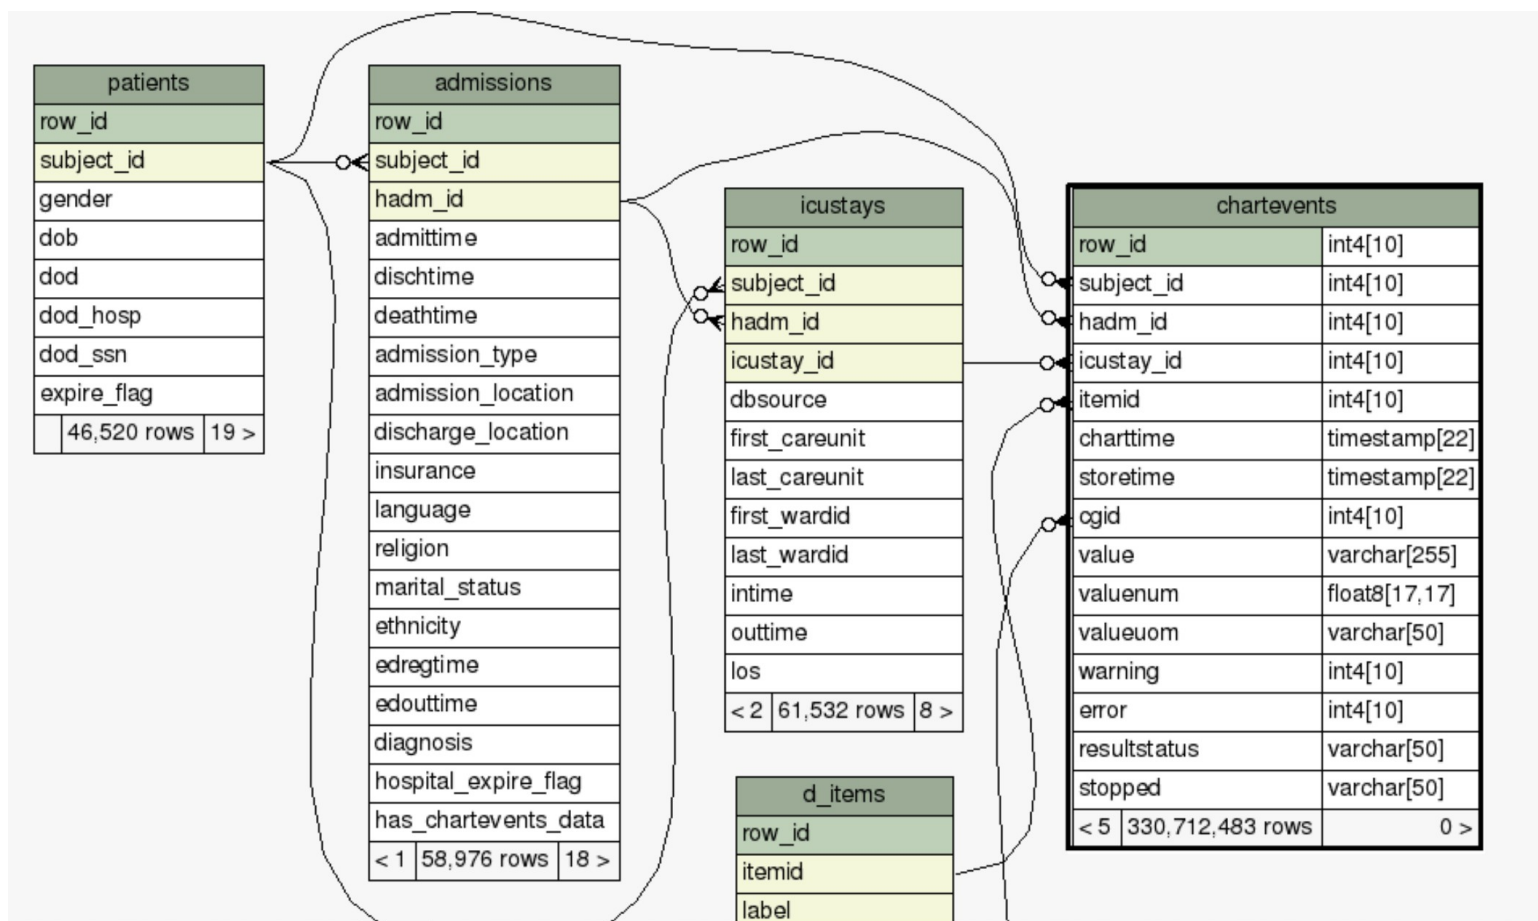 patients
row_id
subject_id
gender
dob
dod
dod_hosp
dod_ssn
expire_flag
46,520 rows 19 >
admissions
row_id
subject_id
hadm_id
admittime
dischtime
deathtime
admission_type
admission_location
discharge_location
insurance
language
religion
marital_status
ethnicity
edregtime
edouttime
diagnosis
hospital_expire_flag
has_chartevents_data
< 1 58,976 rows 18 >
icustays
row_id
subject_id
hadm_id
icustay_id
dbsource
first_careunit
last_careunit
first_wardid
last_wardid
intime
outtime
los
< 2 61,532 rows 8 >
d_items
row_id
itemid
label
chartevents
row_id int4[10]
subject_id int4[10]
hadm_id int4[10]
icustay_id int4[10]
itemid int4[10]
charttime timestamp[22]
storetime timestamp[22]
cgid int4[10]
value varchar[255]
valuenum float8[17,17]
valueuom varchar[50]
warning int4[10]
error int4[10]
resultstatus varchar[50]
stopped varchar[50]
< 5 330,712,483 rows 0 >